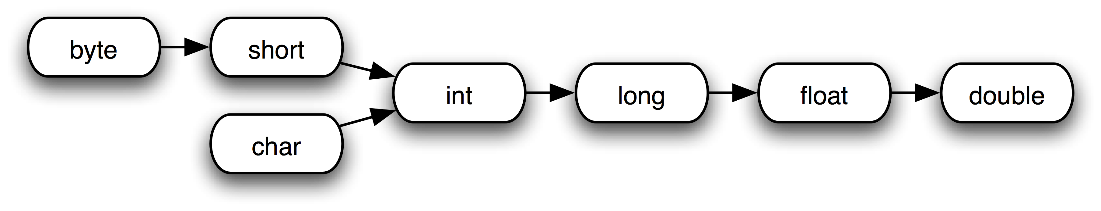 byte
short
char
int
long
float
double